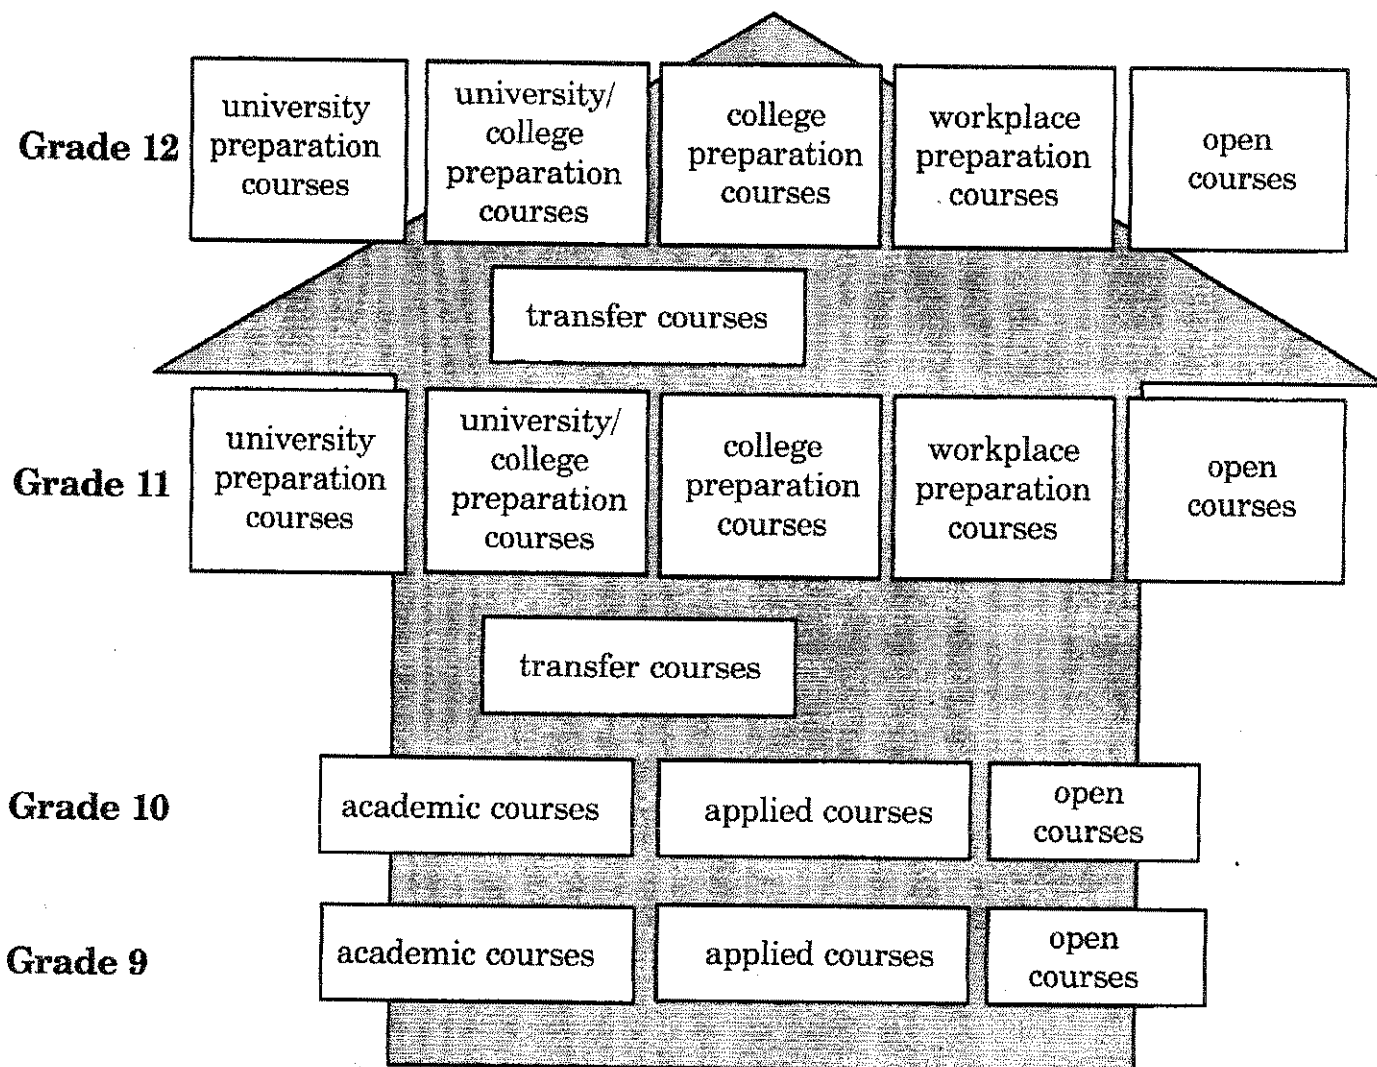 Grade 12
university
preparation
courses
university/
college
preparation
courses
college
preparation
courses
workplace
preparation
courses
open
courses
transfer courses
Grade 11
university
preparation
courses
university/
college
preparation
courses
college
preparation
courses
workplace
preparation
courses
open
courses
transfer courses
Grade 10
academic courses
applied courses
open
courses
Grade 9
academic courses
applied courses
open
courses